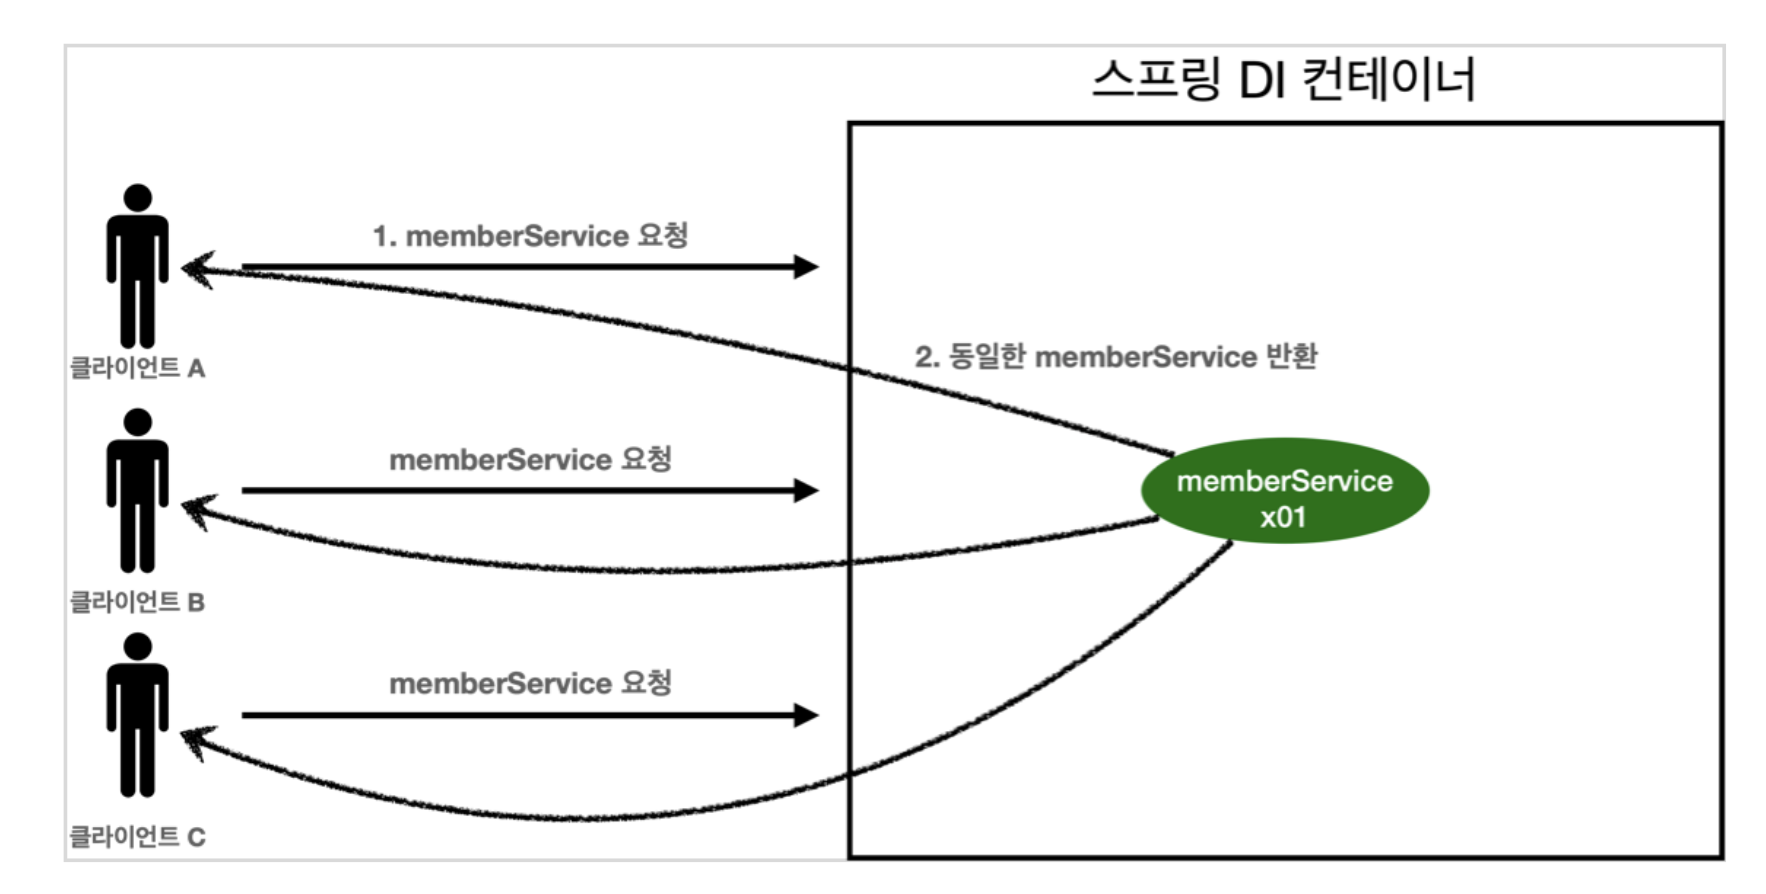 스프링 DI 컨테이너
1. memberService 요청
클라이언트 A
2. 동일한 memberService 반환
memberService 요청
memberService
x01
클라이언트 B
memberService 요청
클라이언트 C